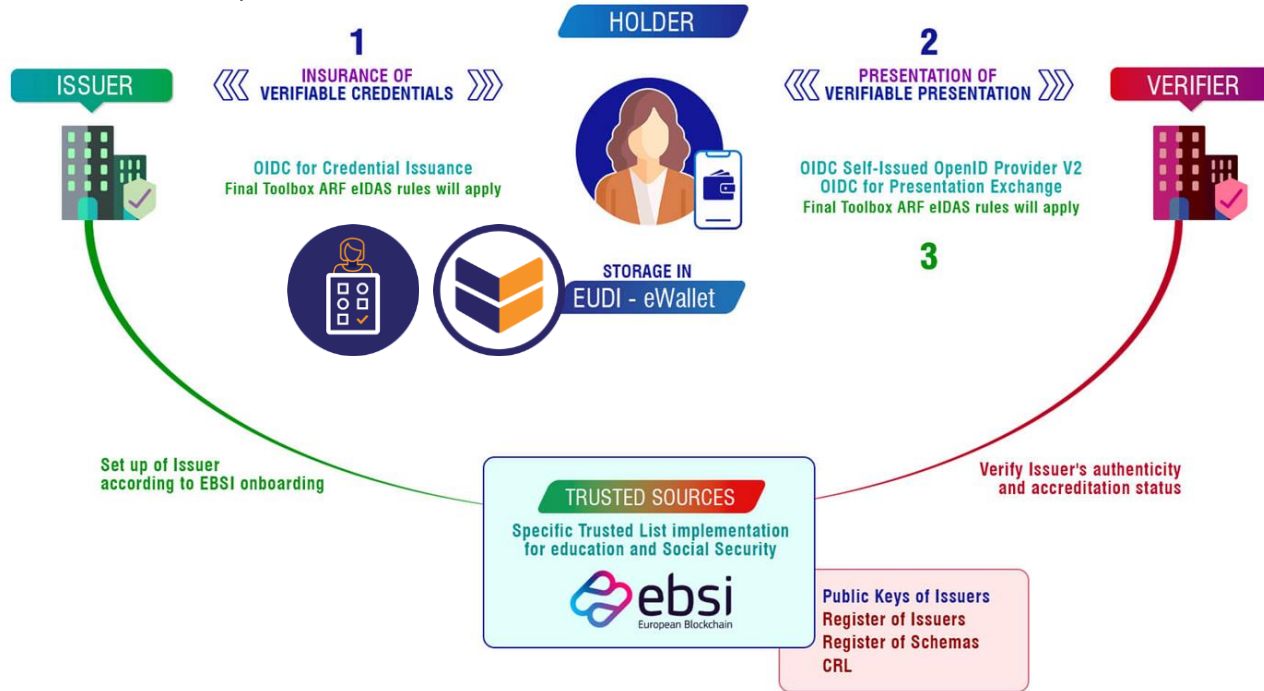 HOLDER
1
2
ISSUER
INSURANCE OF
VERIFIABLE CREDENTIALS
PRESENTATION OF
VERIFIABLE PRESENTATION
VERIFIER
OIDC for Credential Issuance
Final Toolbox ARF eIDAS rules will apply
OIDC Self-Issued OpenID Provider V2
OIDC for Presentation Exchange
Final Toolbox ARF eIDAS rules will apply
3
STORAGE IN
EUDI - eWallet
Set up of Issuer
according to EBSI onboarding
Verify Issuer's authenticity
and accreditation status
TRUSTED SOURCES
Specific Trusted List implementation
for education and Social Security
ebsi
European Blockchain
Public Keys of Issuers
Register of Issuers
Register of Schemas
CRL